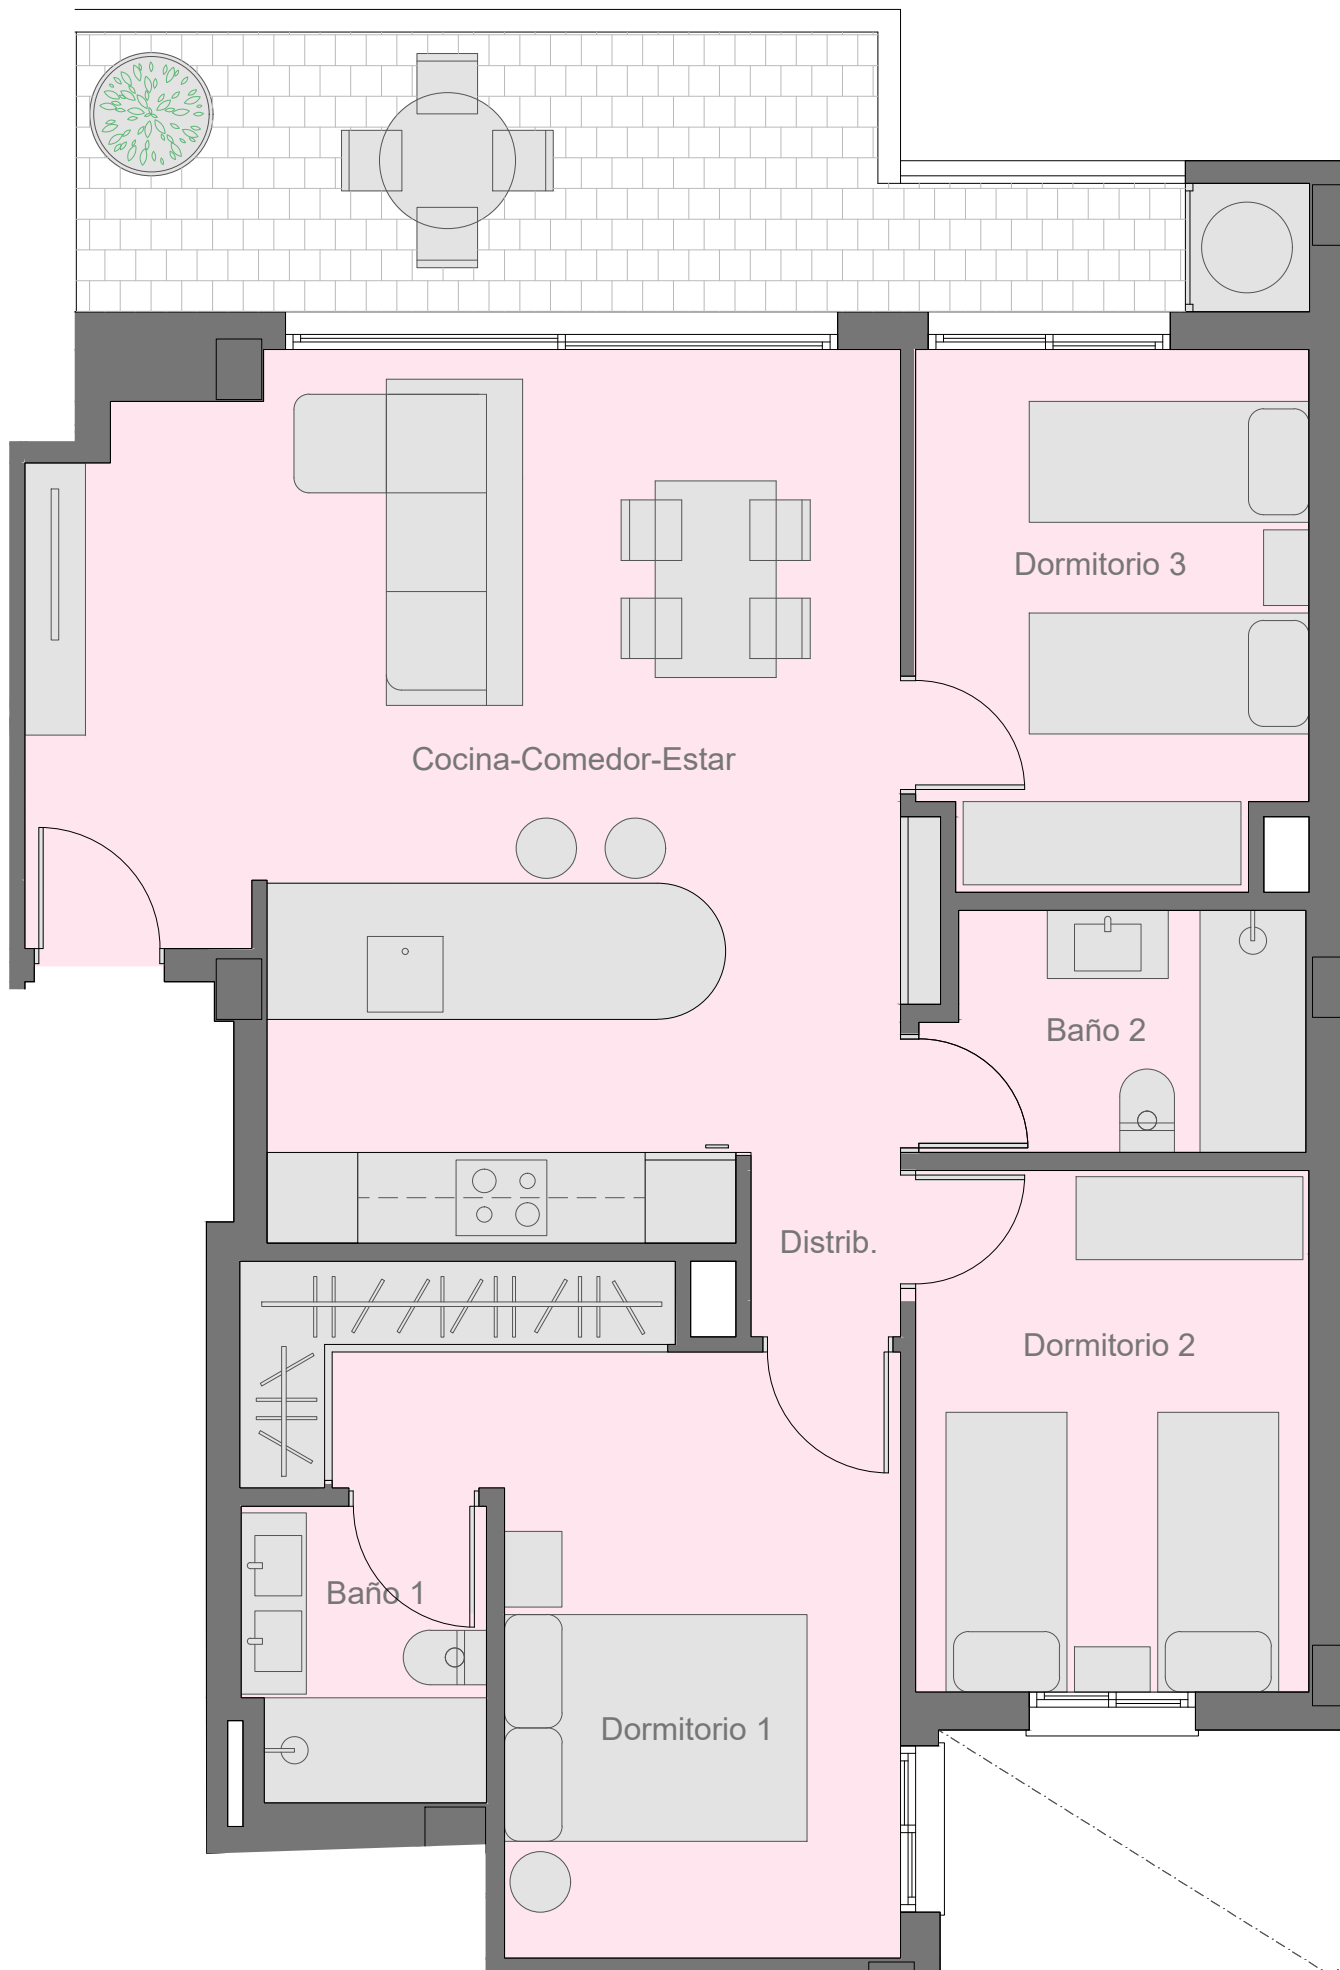 Dormitorio 3
Cocina-Comedor-Estar
Baño 2
Distrib.
Dormitorio 2
Baño 1
Dormitorio 1